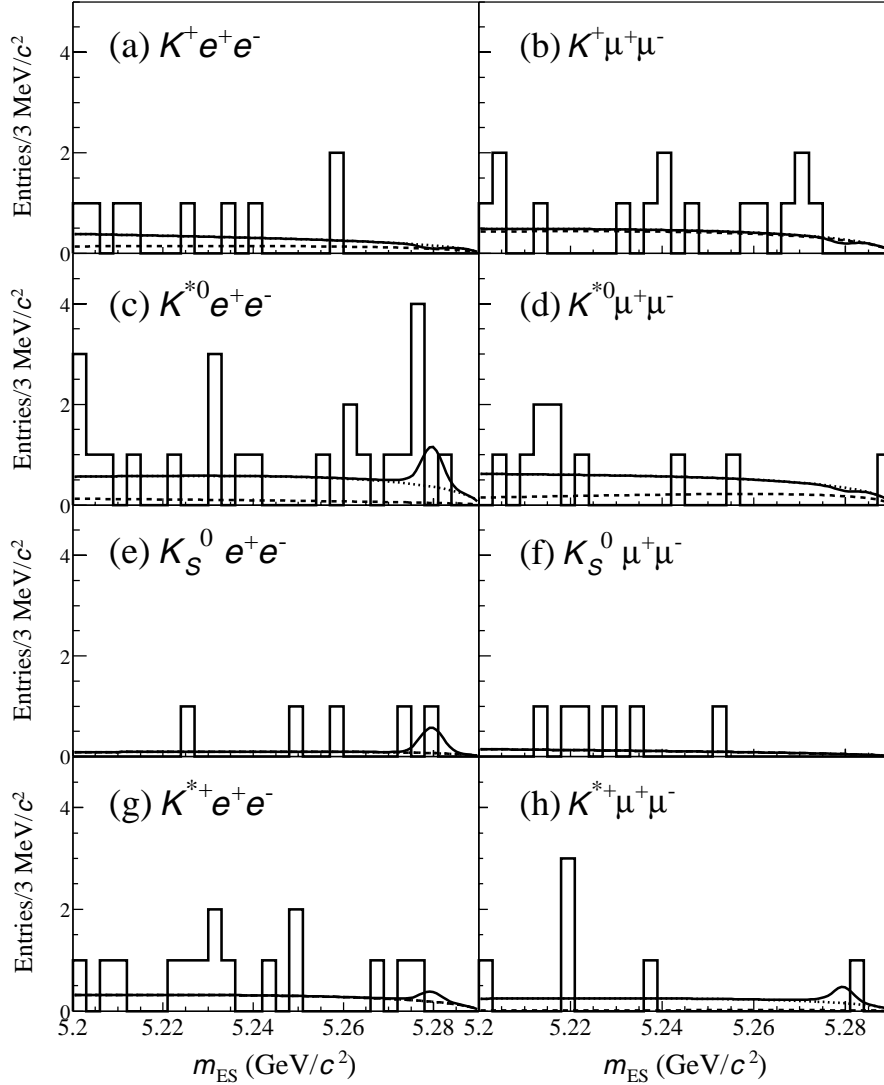 (a) K⁺e⁺e⁻
(b) K⁺μ⁺μ⁻
Entries/3 MeV/c²
4
2
0
(c) K*⁰e⁺e⁻
(d) K*⁰μ⁺μ⁻
Entries/3 MeV/c²
4
2
0
(e) K_S⁰ e⁺e⁻
(f) K_S⁰ μ⁺μ⁻
Entries/3 MeV/c²
4
2
0
(g) K*⁺e⁺e⁻
(h) K*⁺μ⁺μ⁻
Entries/3 MeV/c²
4
2
0
5.2 5.22 5.24 5.26 5.28 5.2 5.22 5.24 5.26 5.28 5.3
m_ES (GeV/c²) m_ES (GeV/c²)